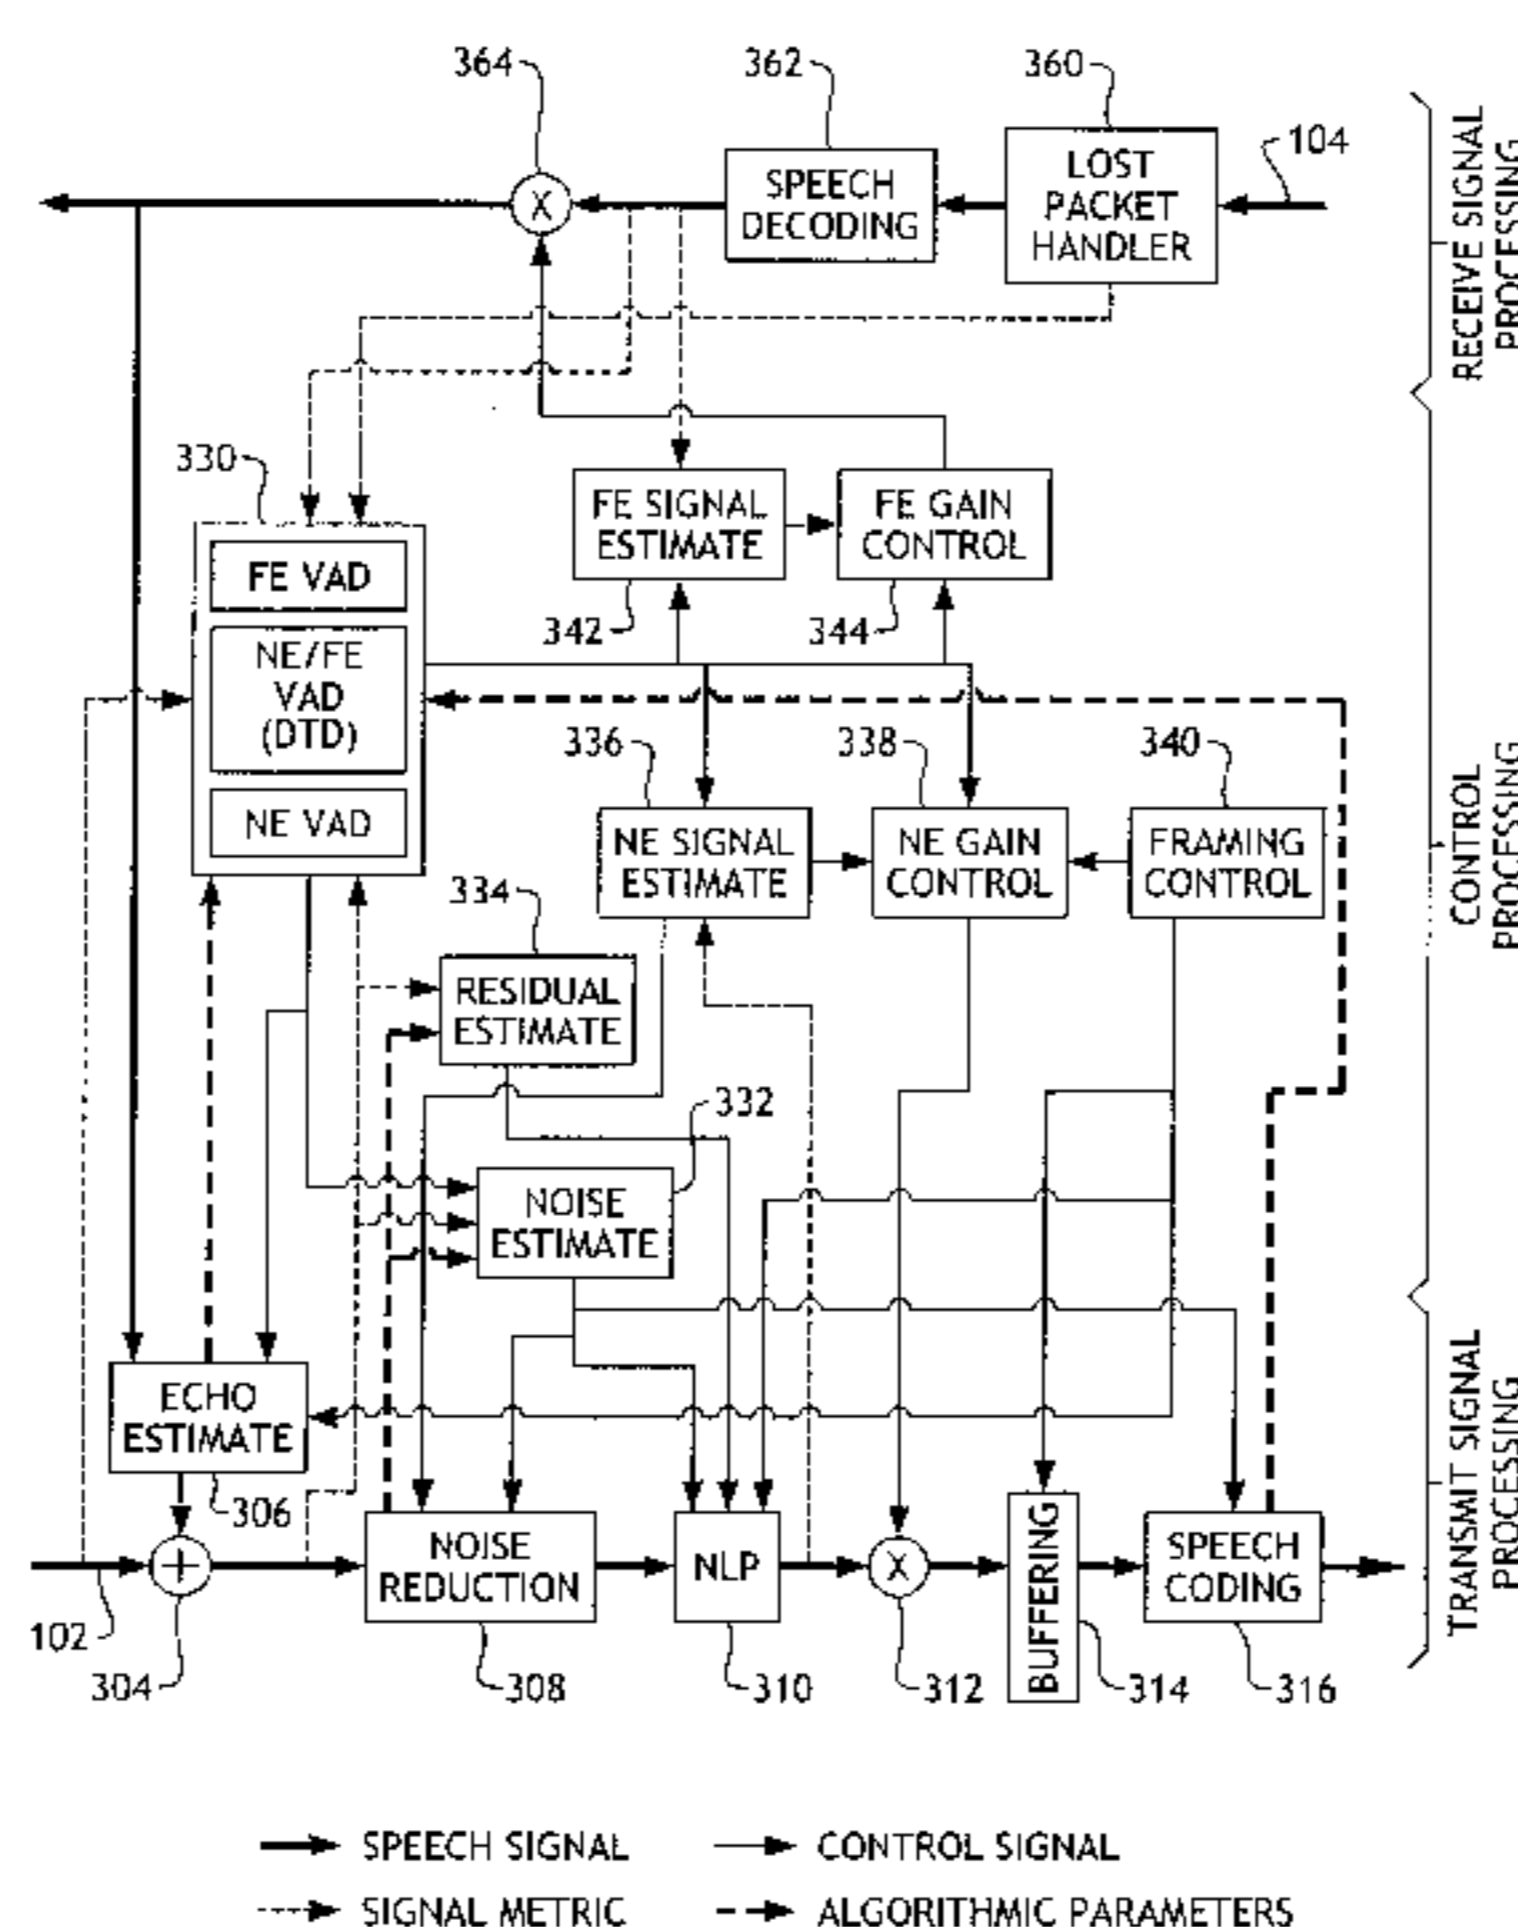 364
362
360
104
LOST
PACKET
HANDLER
SPEECH
DECODING
X
RECEIVE SIGNAL
PROCESSING
330
FE SIGNAL
ESTIMATE
FE GAIN
CONTROL
342
344
FE VAD
NE/FE
VAD
(DTD)
NE VAD
336
338
340
NE SIGNAL
ESTIMATE
NE GAIN
CONTROL
FRAMING
CONTROL
CONTROL
PROCESSING
334
RESIDUAL
ESTIMATE
332
NOISE
ESTIMATE
ECHO
ESTIMATE
306
NOISE
REDUCTION
NLP
X
BUFFERING
SPEECH
CODING
TRANSMIT SIGNAL
PROCESSING
+
102
304
308
310
312
314
316
SPEECH SIGNAL
CONTROL SIGNAL
SIGNAL METRIC
ALGORITHMIC PARAMETERS